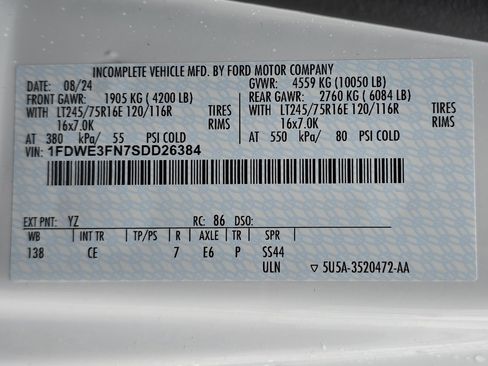 INCOMPLETE VEHICLE MFD. BY FORD MOTOR COMPANY
DATE: 08/24 GVWR: 4559 KG (10050 LB)
FRONT GAWR: 1905 KG ( 4200 LB) REAR GAWR: 2760 KG ( 6084 LB)
WITH LT245/75R16E 120/116R TIRES WITH LT245/75R16E 120/116R TIRES
16x7.0K RIMS 16x7.0K RIMS
AT 380 kPa/ 55 PSI COLD AT 550 kPa/ 80 PSI COLD
VIN: 1FDWE3FN7SDD26384
EXT PNT: YZ RC: 86 DSO:
WB INT TR TP/PS R AXLE TR SPR
138 CE 7 E6 P SS44
ULN ▽ 5U5A-3520472-AA